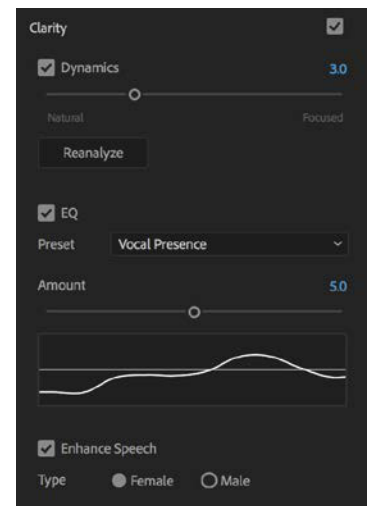 Clarity
Dynamics 3.0
Natural Focused
Reanalyze
EQ
Preset Vocal Presence
Amount 5.0
Enhance Speech
Type Female Male